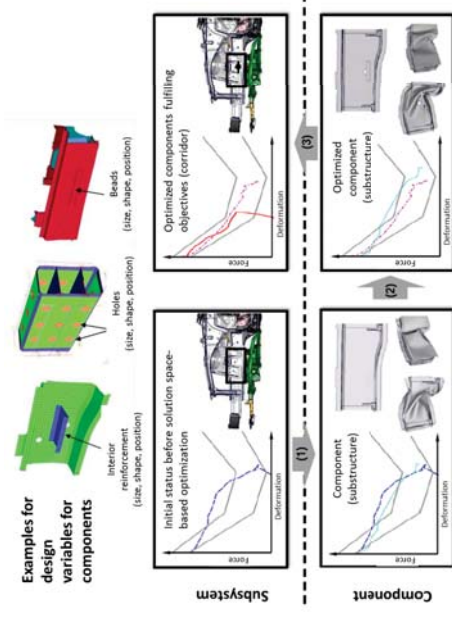 Examples for
design
variables for
components
Interior
reinforcement
(size, shape, position)
Holes
(size, shape, position)
Beads
(size, shape, position)
Subsystem
Initial status before solution space-
based optimization
Force
Deformation
Optimized components fulfilling
objectives (corridor)
Force
Deformation
(1)
(3)
Component
Component
(substructure)
Force
Deformation
(2)
Optimized
component
(substructure)
Force
Deformation